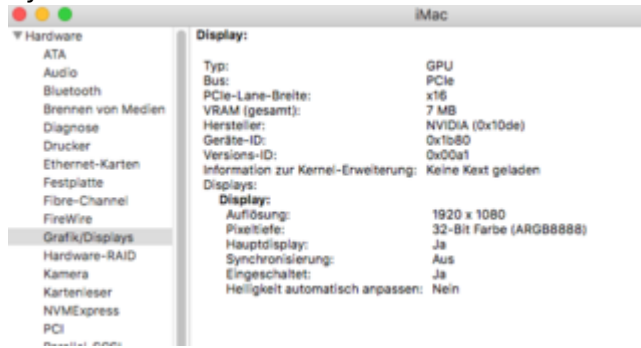 iMac
Hardware
ATA
Audio
Bluetooth
Brennen von Medien
Diagnose
Drucker
Ethernet-Karten
Festplatte
Fibre-Channel
FireWire
Grafik/Displays
Hardware-RAID
Kamera
Kartenleser
NVMExpress
PCI
Display:
Typ: GPU
Bus: PCIe
PCIe-Lane-Breite: x16
VRAM (gesamt): 7 MB
Hersteller: NVIDIA (0x10de)
Geräte-ID: 0x1b80
Versions-ID: 0x00a1
Information zur Kernel-Erweiterung: Keine Kext geladen
Displays:
Display:
Auflösung: 1920 x 1080
Pixeltiefe: 32-Bit Farbe (ARGB8888)
Hauptdisplay: Ja
Synchronisierung: Aus
Eingeschaltet: Ja
Helligkeit automatisch anpassen: Nein